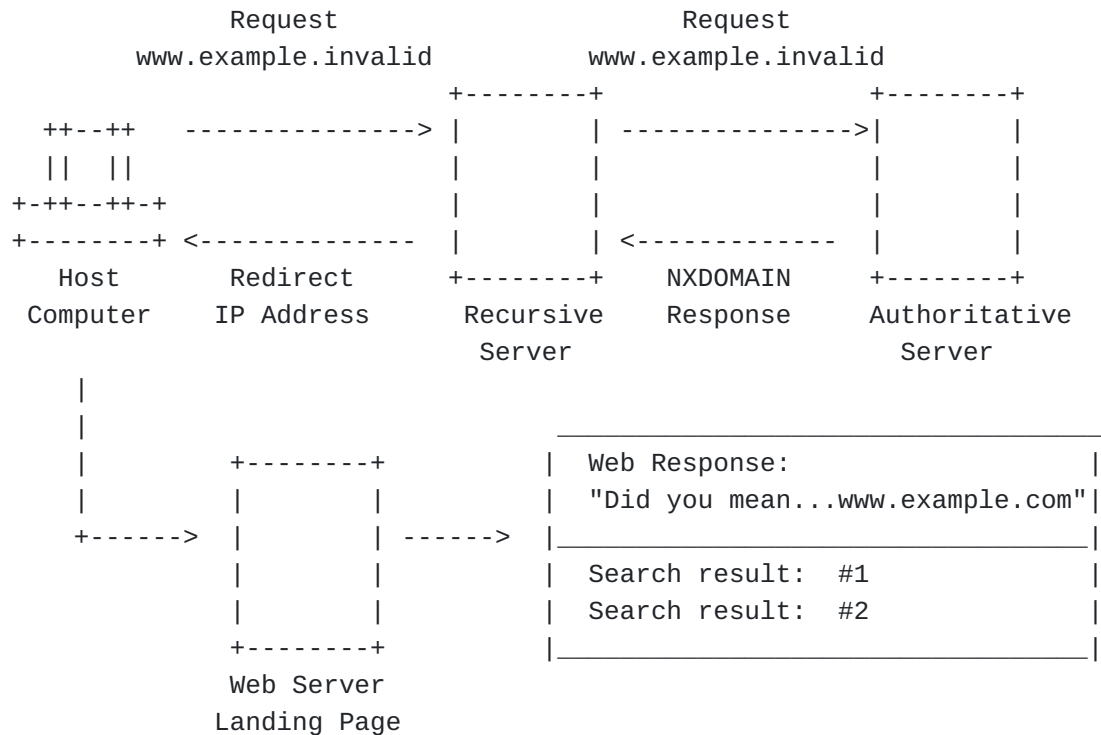 Request Request
www.example.invalid www.example.invalid
Host Redirect NXDOMAIN
Computer IP Address Recursive Response Authoritative
Server Server
Web Response:
"Did you mean...www.example.com"
Search result: #1
Search result: #2
Web Server
Landing Page